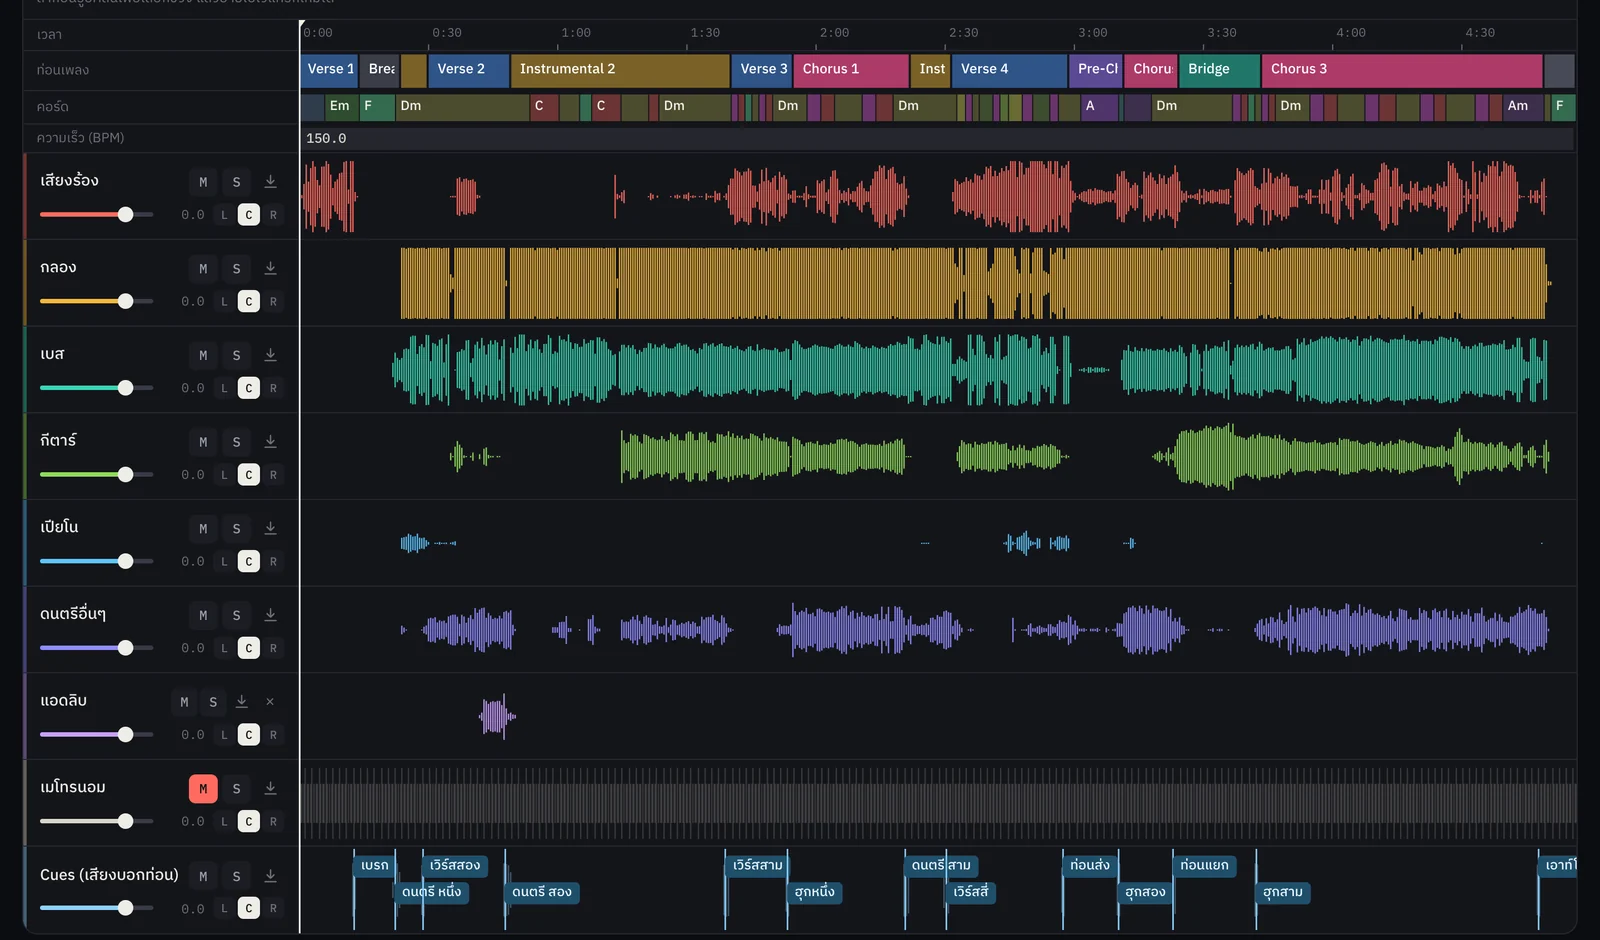 เวลา 0:00 0:30 1:00 1:30 2:00 2:30 3:00 3:30 4:00 4:30
ท่อนเพลง Verse 1 Brea Verse 2 Instrumental 2 Verse 3 Chorus 1 Inst Verse 4 Pre-Cl Chorus Bridge Chorus 3
คอร์ด Em F Dm C C Dm Dm Dm A Dm Dm Am F
ความเร็ว (BPM) 150.0
เสียงร้อง M S
0.0 L C R
กลอง M S
0.0 L C R
เบส M S
0.0 L C R
กีตาร์ M S
0.0 L C R
เปียโน M S
0.0 L C R
ดนตรีอื่นๆ M S
0.0 L C R
แอดลิบ M S ×
0.0 L C R
เมโทรนอม M S
0.0 L C R
Cues (เสียงบอกท่อน) M S
0.0 L C R
เบรก เวิร์สสอง เวิร์สสาม ดนตรี สาม ท่อนส่ง ท่อนแยก
ดนตรี หนึ่ง ดนตรี สอง ฮุกหนึ่ง เวิร์สสี่ ฮุกสอง ฮุกสาม